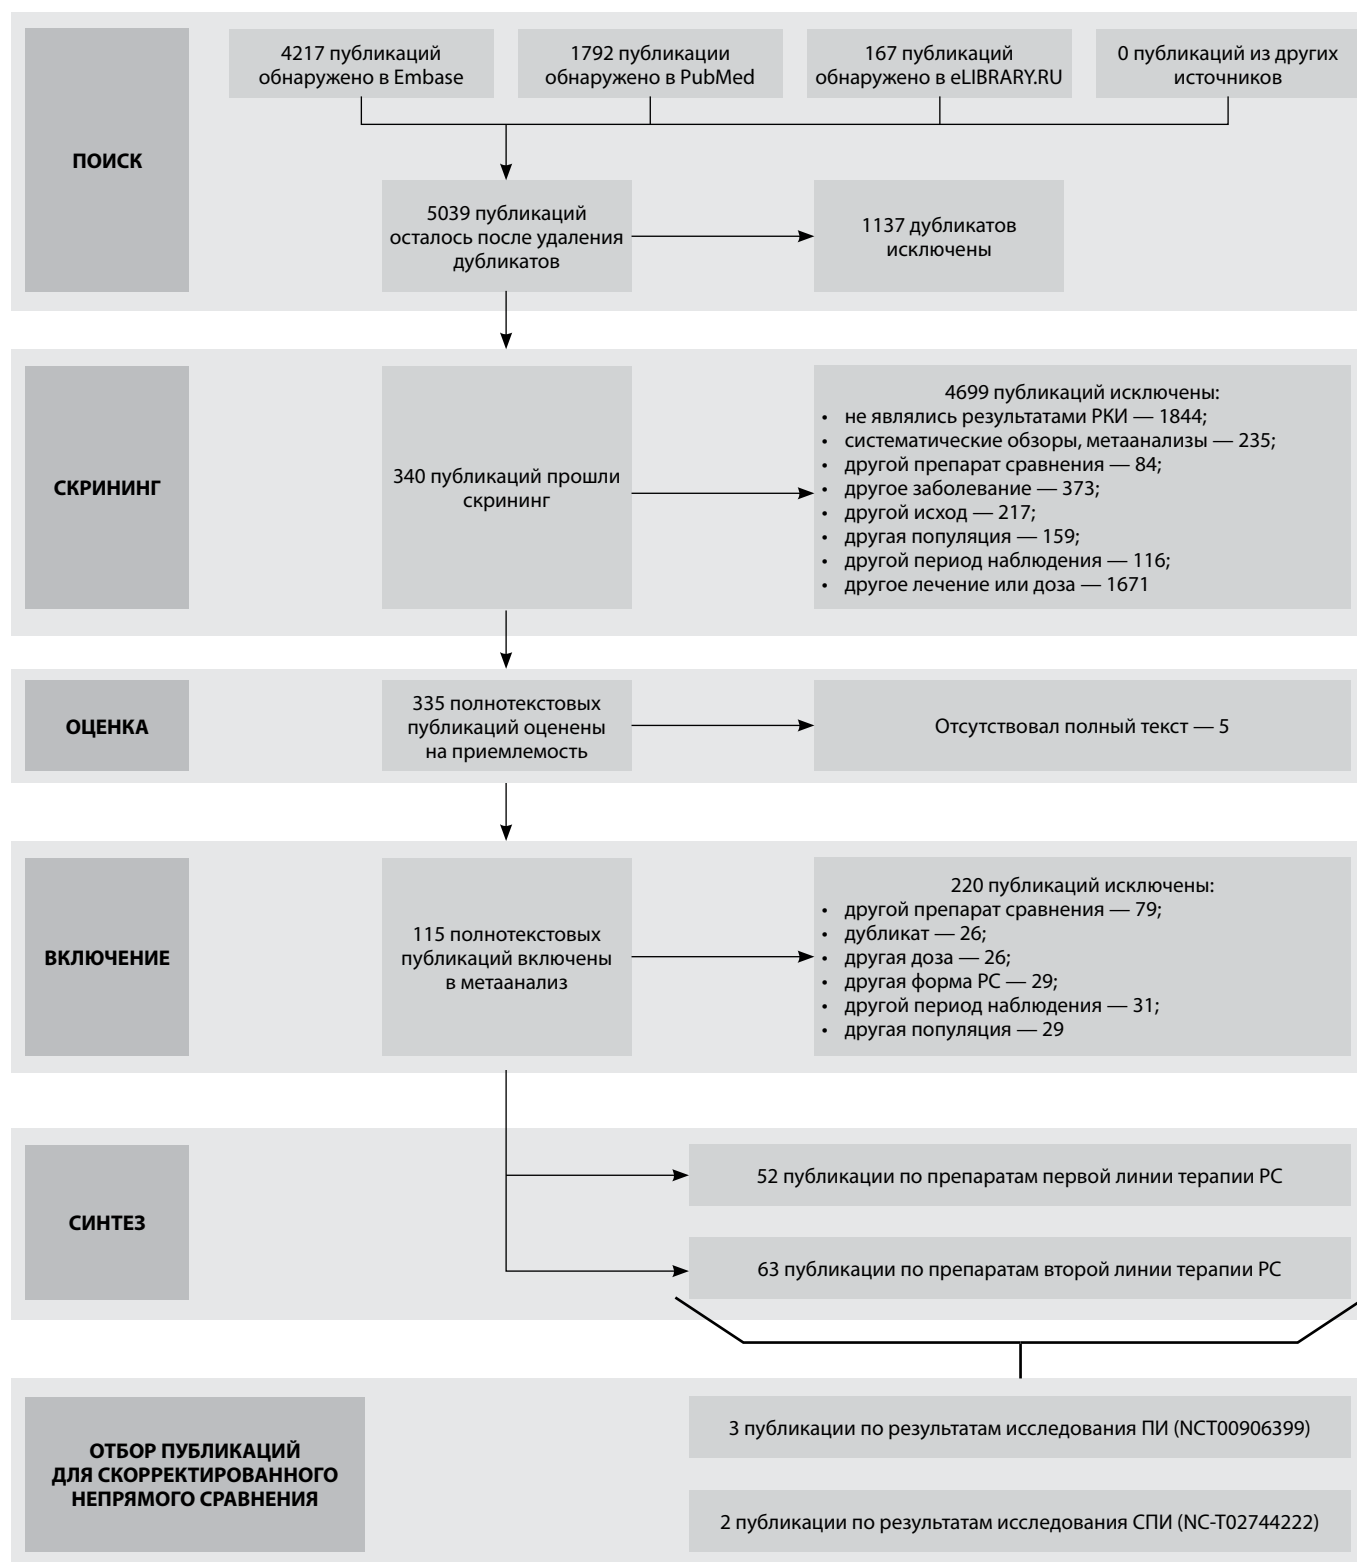 ПОИСК
4217 публикаций
обнаружено в Embase
1792 публикации
обнаружено в PubMed
167 публикаций
обнаружено в eLIBRARY.RU
0 публикаций из других
источников
5039 публикаций
осталось после удаления
дубликатов
1137 дубликатов
исключены
СКРИНИНГ
340 публикаций прошли
скрининг
4699 публикаций исключены:
• не являлись результатами РКИ — 1844;
• систематические обзоры, метаанализы — 235;
• другой препарат сравнения — 84;
• другое заболевание — 373;
• другой исход — 217;
• другая популяция — 159;
• другой период наблюдения — 116;
• другое лечение или доза — 1671
ОЦЕНКА
335 полнотекстовых
публикаций оценены
на приемлемость
Отсутствовал полный текст — 5
ВКЛЮЧЕНИЕ
115 полнотекстовых
публикаций включены
в метаанализ
220 публикаций исключены:
• другой препарат сравнения — 79;
• дубликат — 26;
• другая доза — 26;
• другая форма РС — 29;
• другой период наблюдения — 31;
• другая популяция — 29
СИНТЕЗ
52 публикации по препаратам первой линии терапии РС
63 публикации по препаратам второй линии терапии РС
ОТБОР ПУБЛИКАЦИЙ
ДЛЯ СКОРРЕКТИРОВАННОГО
НЕПРЯМОГО СРАВНЕНИЯ
3 публикации по результатам исследования ПИ (NCT00906399)
2 публикации по результатам исследования СПИ (NC-T02744222)